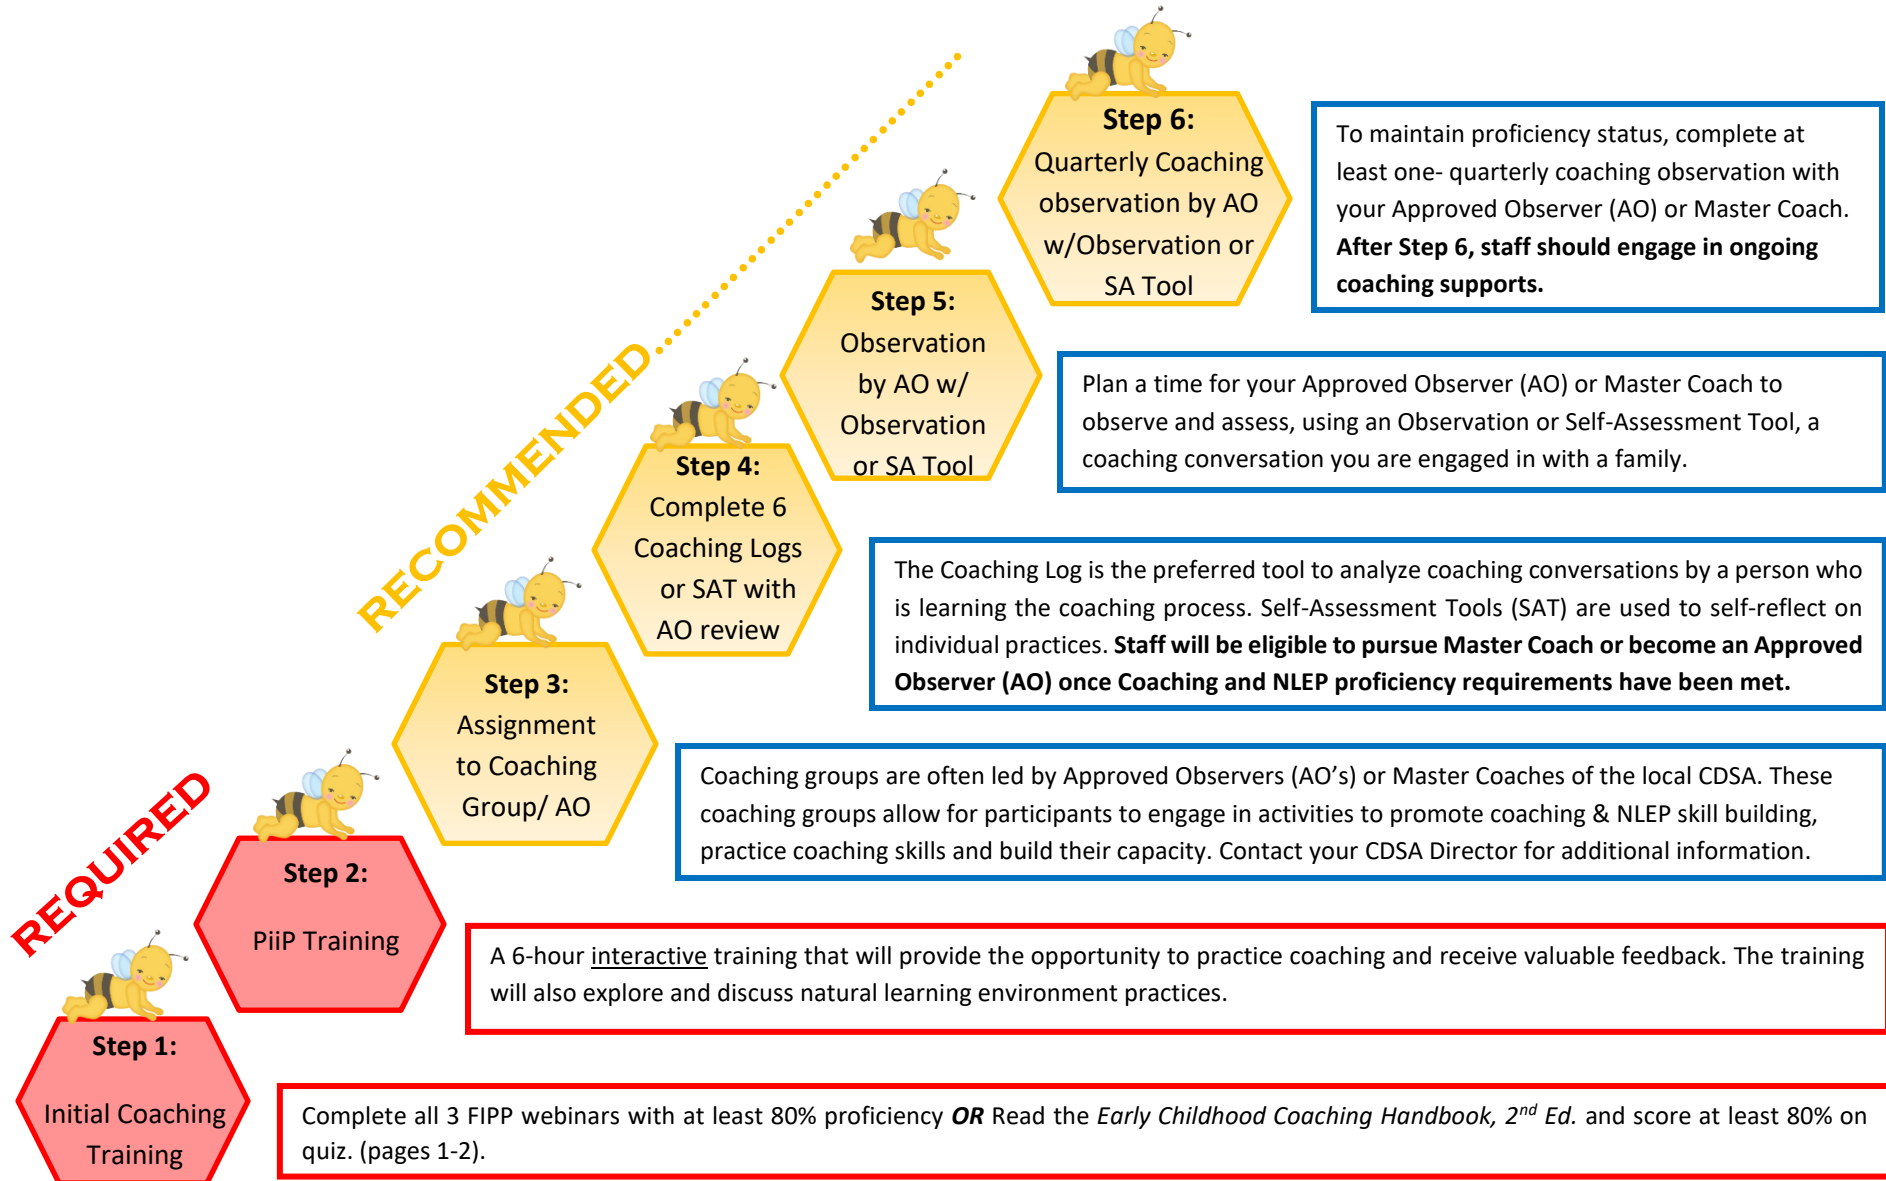 Step 6:
Quarterly Coaching
observation by AO
w/Observation or
SA Tool
To maintain proficiency status, complete at
least one- quarterly coaching observation with
your Approved Observer (AO) or Master Coach.
After Step 6, staff should engage in ongoing
coaching supports.
Step 5:
Observation
by AO w/
Observation
or SA Tool
Plan a time for your Approved Observer (AO) or Master Coach to
observe and assess, using an Observation or Self-Assessment Tool, a
coaching conversation you are engaged in with a family.
RECOMMENDED
Step 4:
Complete 6
Coaching Logs
or SAT with
AO review
The Coaching Log is the preferred tool to analyze coaching conversations by a person who
is learning the coaching process. Self-Assessment Tools (SAT) are used to self-reflect on
individual practices. Staff will be eligible to pursue Master Coach or become an Approved
Observer (AO) once Coaching and NLEP proficiency requirements have been met.
Step 3:
Assignment
to Coaching
Group/ AO
Coaching groups are often led by Approved Observers (AO's) or Master Coaches of the local CDSA. These
coaching groups allow for participants to engage in activities to promote coaching & NLEP skill building,
practice coaching skills and build their capacity. Contact your CDSA Director for additional information.
REQUIRED
Step 2:
PiiP Training
A 6-hour interactive training that will provide the opportunity to practice coaching and receive valuable feedback. The training
will also explore and discuss natural learning environment practices.
Step 1:
Initial Coaching
Training
Complete all 3 FIPP webinars with at least 80% proficiency OR Read the Early Childhood Coaching Handbook, 2nd Ed. and score at least 80% on
quiz. (pages 1-2).